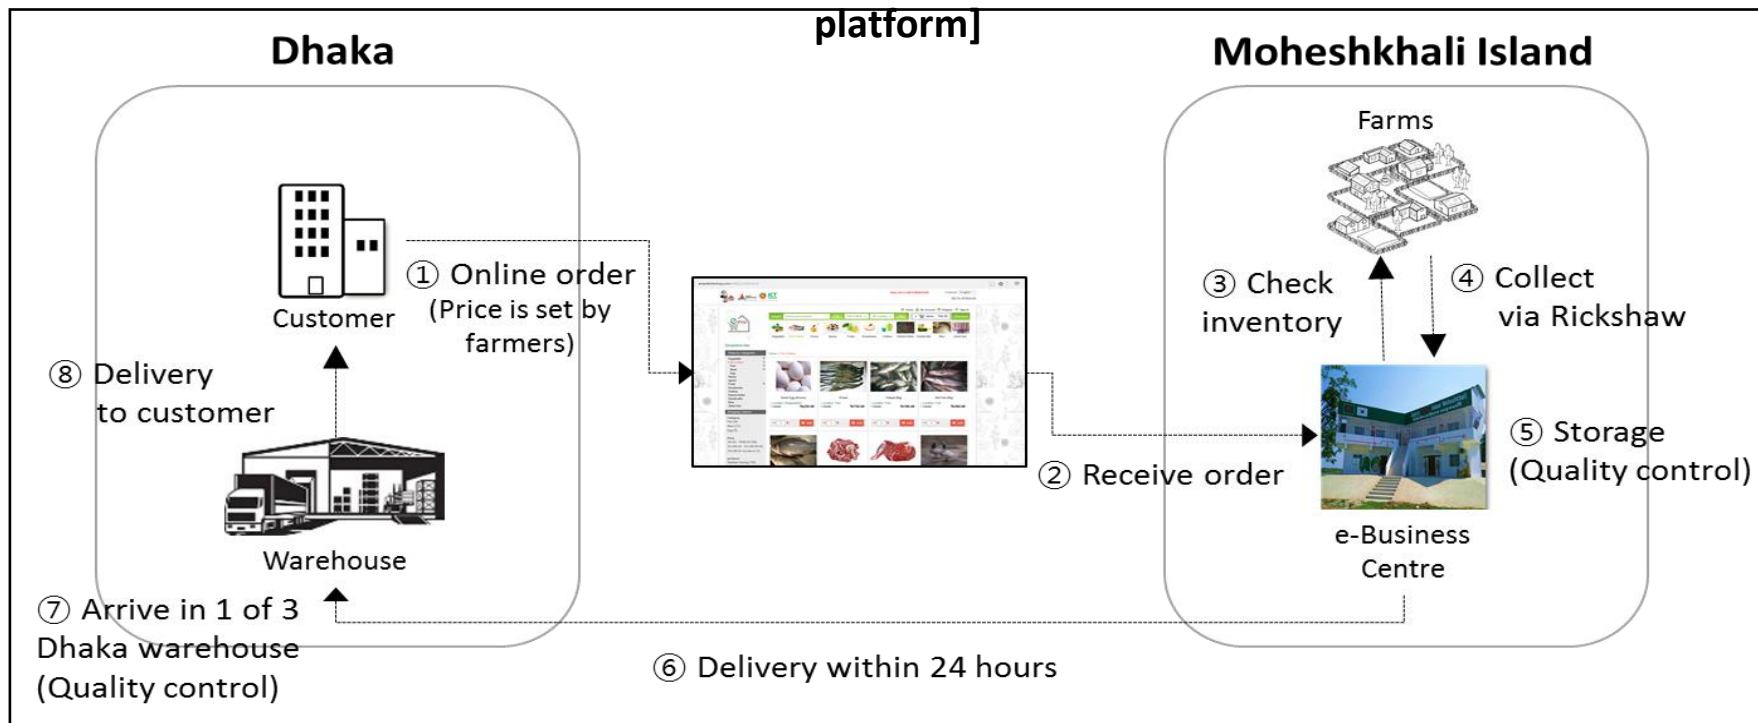 platform]
Dhaka
Moheshkhali Island
Farms
① Online order
(Price is set by
farmers)
Customer
③ Check
inventory
④ Collect
via Rickshaw
⑧ Delivery
to customer
② Receive order
⑤ Storage
(Quality control)
e-Business
Centre
Warehouse
⑦ Arrive in 1 of 3
Dhaka warehouse
(Quality control)
⑥ Delivery within 24 hours